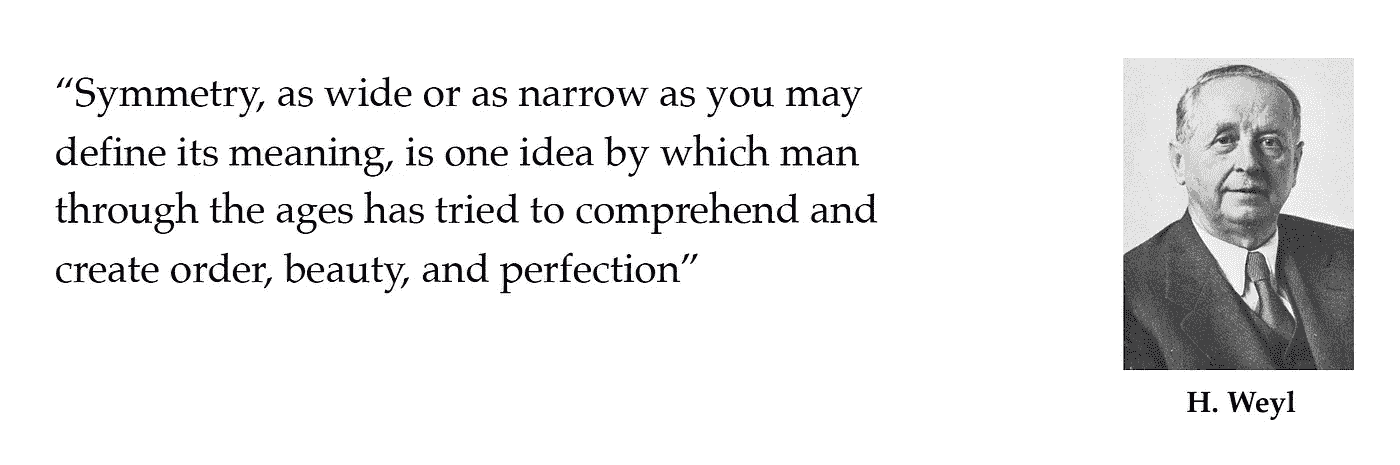 “Symmetry, as wide or as narrow as you may
define its meaning, is one idea by which man
through the ages has tried to comprehend and
create order, beauty, and perfection”
H. Weyl